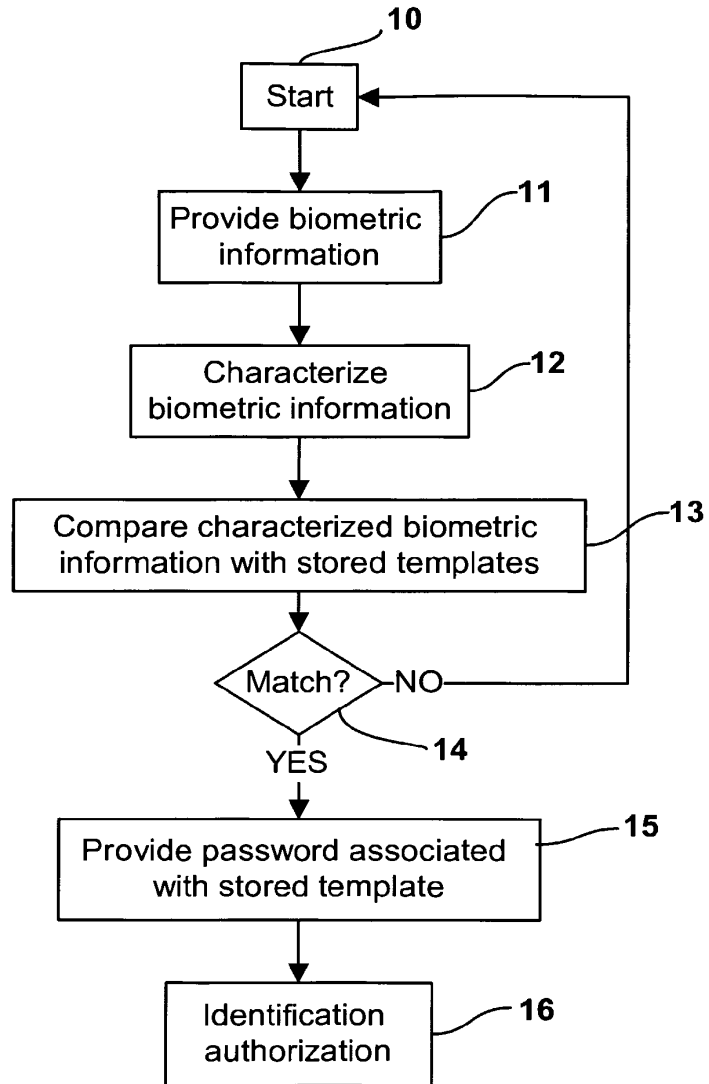 10
Start
11
Provide biometric
information
12
Characterize
biometric information
13
Compare characterized biometric
information with stored templates
Match?
NO
14
YES
15
Provide password associated
with stored template
16
Identification
authorization